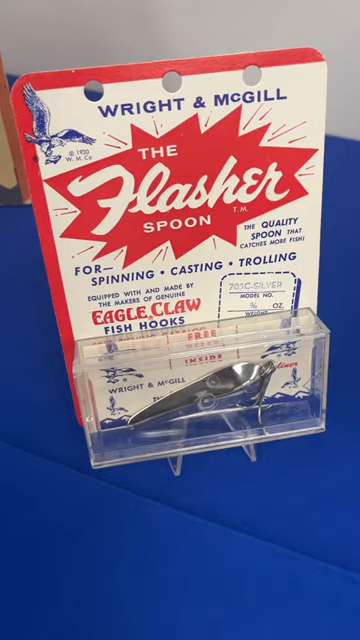 WRIGHT & McGILL
© 1930
W. M. Co
THE
Flasher
SPOON
T.M.
THE QUALITY
SPOON THAT
CATCHES MORE FISH!
FOR—
SPINNING • CASTING • TROLLING
EQUIPPED WITH AND MADE BY
THE MAKERS OF GENUINE
EAGLE CLAW
FISH HOOKS
703C-SILVER
MODEL NO.
OZ.
WEIGHT
FREE
INSIDE
WRIGHT & McGILL